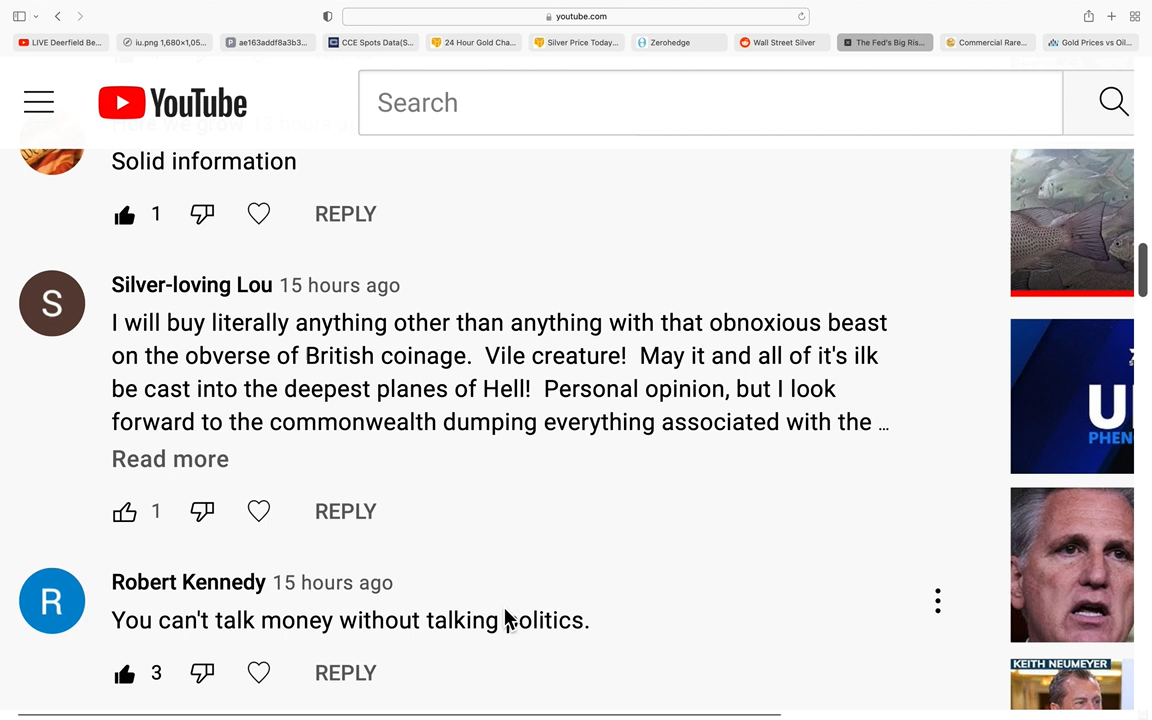 youtube.com
LIVE Deerfield Be...
iu.png 1,680×1,05...
ae163addf8a3b3...
CCE Spots Data(S...
24 Hour Gold Cha...
Silver Price Today...
Zerohedge
Wall Street Silver
The Fed's Big Ris...
Commercial Rare...
Gold Prices vs Oil...
YouTube
Search
Here we grow 13 hours a
Solid information
1
REPLY
S
Silver-loving Lou 15 hours ago
I will buy literally anything other than anything with that obnoxious beast
on the obverse of British coinage. Vile creature! May it and all of it's ilk
be cast into the deepest planes of Hell! Personal opinion, but I look
forward to the commonwealth dumping everything associated with the ...
Read more
1
REPLY
R
Robert Kennedy 15 hours ago
You can't talk money without talking politics.
3
REPLY
PHEN
KEITH NEUMEYER